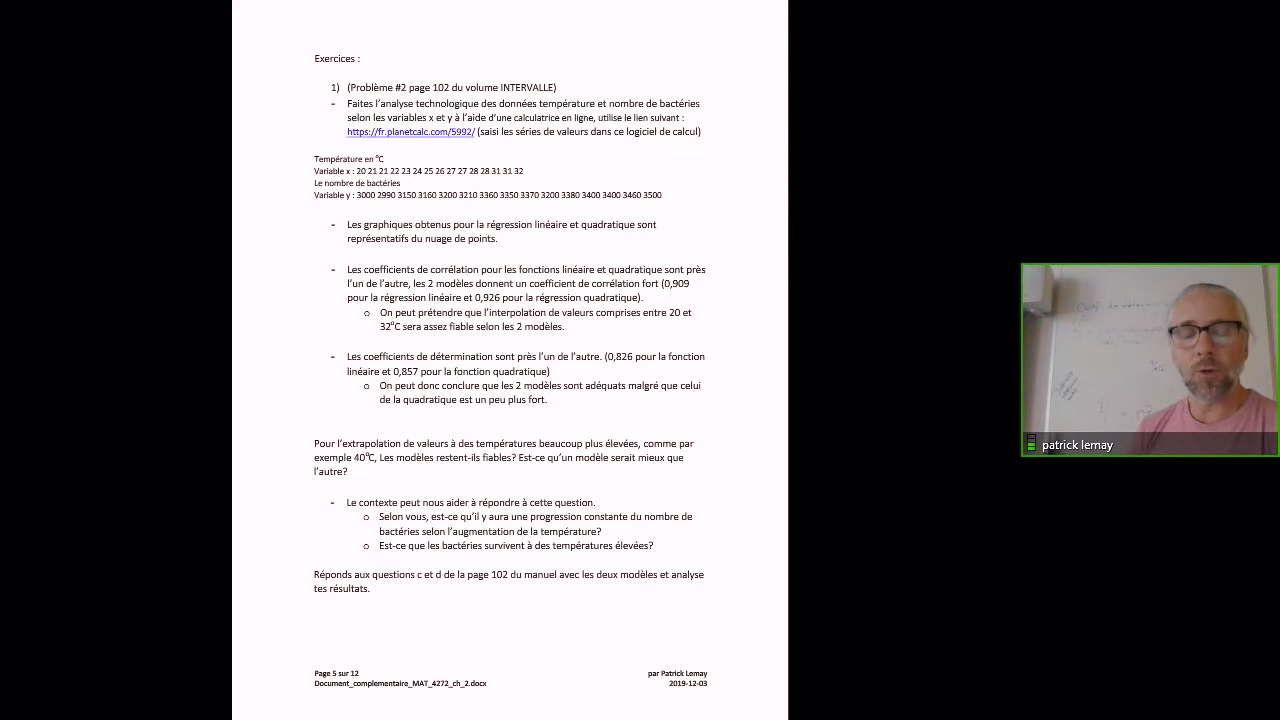 Exercices :
1) (Problème #2 page 102 du volume INTERVALLE)
- Faites l'analyse technologique des données température et nombre de bactéries
selon les variables x et y à l'aide d'une calculatrice en ligne, utilise le lien suivant :
https://fr.planetcalc.com/5992/ (saisi les séries de valeurs dans ce logiciel de calcul)
Température en °C
Variable x : 20 21 21 22 23 24 25 26 27 27 28 28 31 31 32
Le nombre de bactéries
Variable y : 3000 2990 3150 3160 3200 3210 3360 3350 3370 3200 3380 3400 3400 3460 3500
- Les graphiques obtenus pour la régression linéaire et quadratique sont
représentatifs du nuage de points.
- Les coefficients de corrélation pour les fonctions linéaire et quadratique sont près
l'un de l'autre, les 2 modèles donnent un coefficient de corrélation fort (0,909
pour la régression linéaire et 0,926 pour la régression quadratique).
o On peut prétendre que l'interpolation de valeurs comprises entre 20 et
32°C sera assez fiable selon les 2 modèles.
- Les coefficients de détermination sont près l'un de l'autre. (0,826 pour la fonction
linéaire et 0,857 pour la fonction quadratique)
o On peut donc conclure que les 2 modèles sont adéquats malgré que celui
de la quadratique est un peu plus fort.
Pour l'extrapolation de valeurs à des températures beaucoup plus élevées, comme par
exemple 40°C, Les modèles restent-ils fiables? Est-ce qu'un modèle serait mieux que
l'autre?
- Le contexte peut nous aider à répondre à cette question.
o Selon vous, est-ce qu'il y aura une progression constante du nombre de
bactéries selon l'augmentation de la température?
o Est-ce que les bactéries survivent à des températures élevées?
Réponds aux questions c et d de la page 102 du manuel avec les deux modèles et analyse
tes résultats.
Page 5 sur 12 par Patrick Lemay
Document_complementaire_MAT_4272_ch_2.docx 2019-12-03
patrick lemay